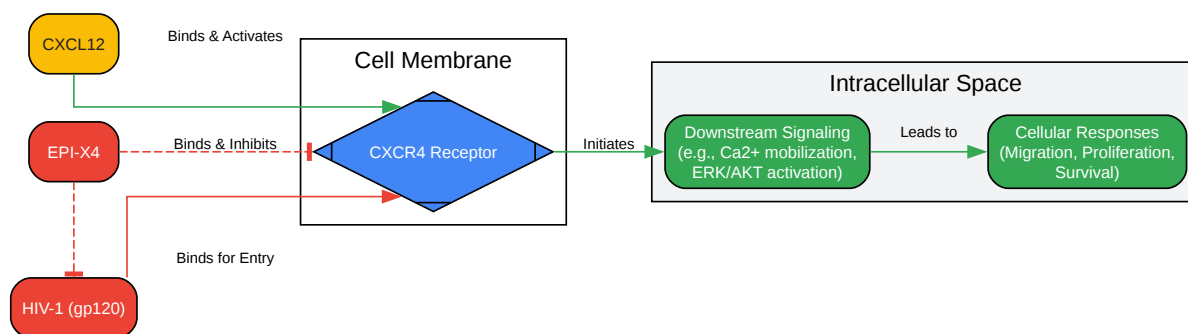 CXCL12
Binds & Activates
Cell Membrane
Intracellular Space
EPI-X4
Binds & Inhibits
CXCR4 Receptor
Initiates
Downstream Signaling
(e.g., Ca2+ mobilization,
ERK/AKT activation)
Leads to
Cellular Responses
(Migration, Proliferation,
Survival)
Binds for Entry
HIV-1 (gp120)